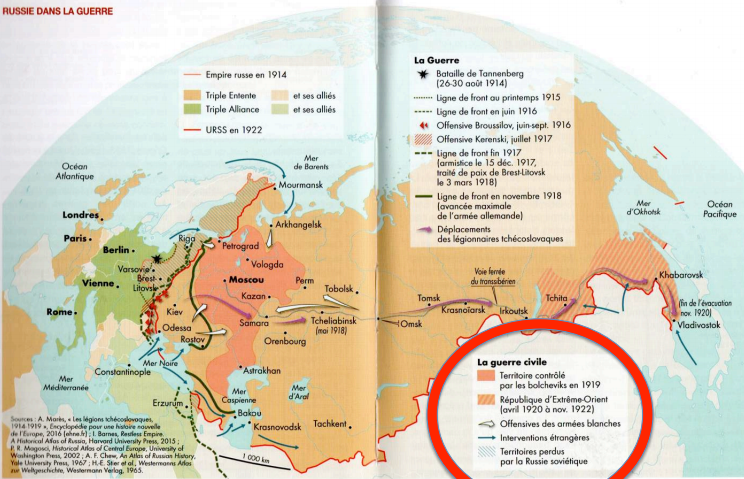 RUSSIE DANS LA GUERRE
Empire russe en 1914
Triple Entente
et ses alliés
Triple Alliance
et ses alliés
URSS en 1922
La Guerre
Bataille de Tannenberg
(26-30 août 1914)
Ligne de front au printemps 1915
Ligne de front en juin 1916
Offensive Broussilov, juin-sept. 1916
Offensive Kerenski, juillet 1917
Ligne de front fin 1917
(armistice le 15 déc. 1917,
traité de paix de Brest-Litovsk
le 3 mars 1918)
Ligne de front en novembre 1918
(avancée maximale
de l'armée allemande)
Déplacements
des légionnaires tchécoslovaques
Océan
Atlantique
Mer
de Barents
Mourmansk
Mer
d'Okhotsk
Océan
Pacifique
Londres
Paris
Berlin
Vienne
Rome
Arkhangelsk
Riga
Petrograd
Vologda
Varsovie
Brest-
Litovsk
Moscou
Perm
Kazan
Tobolsk
Kiev
Odessa
Rostov
Samara
Tcheliabinsk
(mai 1918)
Orenbourg
Omsk
Tomsk
Krasnoïarsk
Voie ferrée
du transsibérien
Irkoutsk
Tchita
Khabarovsk
(fin de l'évacuation
nov. 1920)
Vladivostok
Constantinople
Mer Noire
Mer
Méditerranée
Astrakhan
Mer
Caspienne
Mer
d'Aral
Erzurum
Bakou
Krasnovodsk
Tachkent
1 000 km
La guerre civile
Territoire contrôlé
par les bolcheviks en 1919
République d'Extrême-Orient
(avril 1920 à nov. 1922)
Offensives des armées blanches
Interventions étrangères
Territoires perdus
par la Russie soviétique
Sources : A. Marès, « Les légions tchécoslovaques,
1914-1919 », Encyclopédie pour une histoire nouvelle
de l'Europe, 2016 [ehne.fr] ; I. Barnes, Restless Empire.
A Historical Atlas of Russia, Harvard University Press, 2015 ;
P. R. Magosci, Historical Atlas of Central Europe, University of
Washington Press, 2002 ; A. F. Chew, An Atlas of Russian History,
Yale University Press, 1967 ; H.-E. Stier et al., Westermanns Atlas
zur Weltgeschichte, Westermann Verlag, 1965.